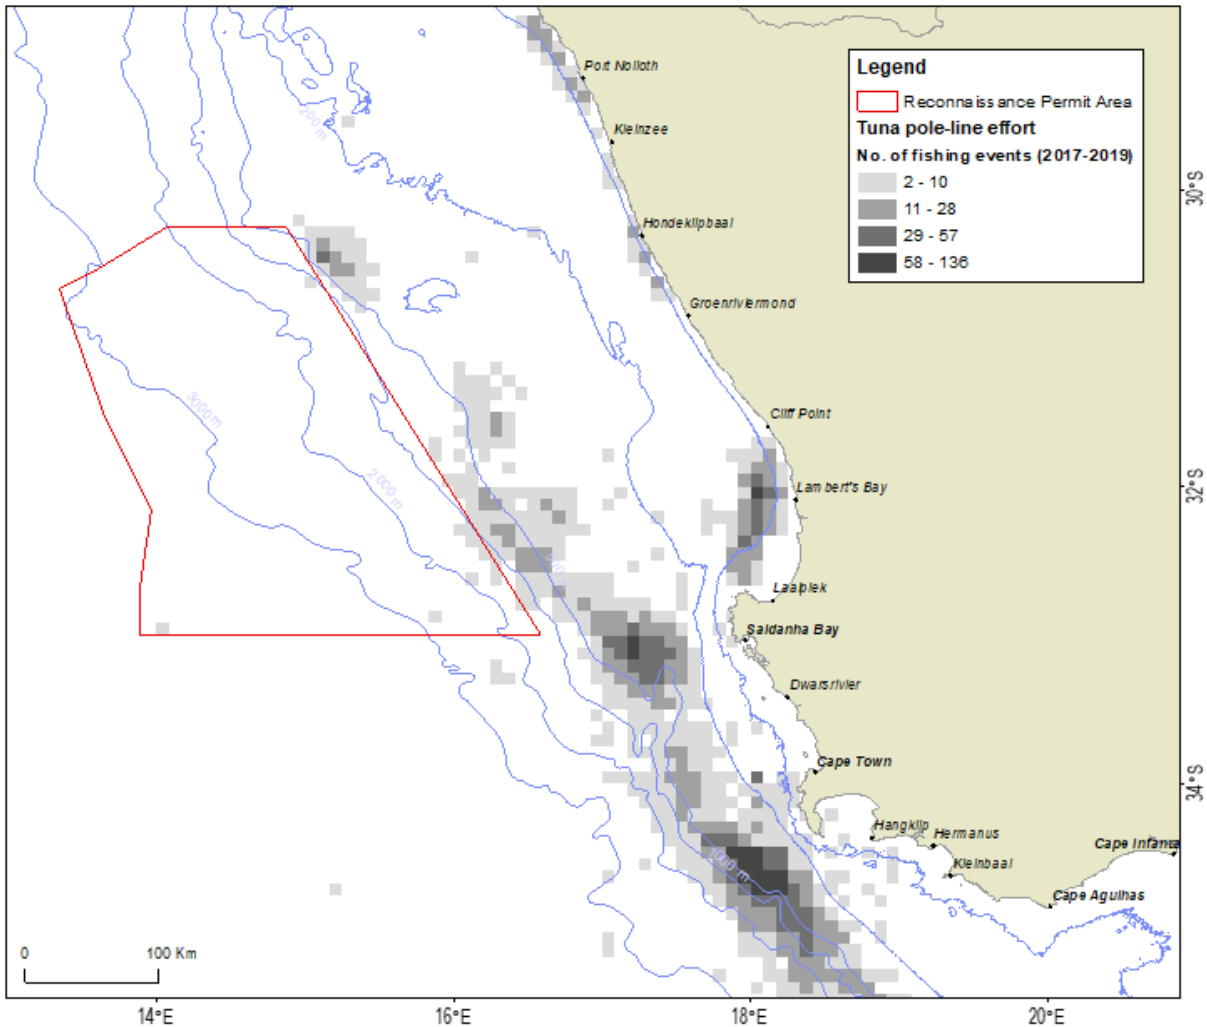 Port Nolloth
Legend
Reconnaissance Permit Area
Tuna pole-line effort
No. of fishing events (2017-2019)
2 - 10
11 - 28
29 - 57
58 - 136
200 m
Kleinzee
30°S
Hondeklipbaai
Groenriviermond
3000 m
Cliff Point
2000 m
Lambert's Bay
32°S
Laaiplek
Saldanha Bay
Dwarsrivier
Cape Town
34°S
Hangklip
Hermanus
Cape Infanta
Kleinbaai
1000 m
Cape Agulhas
0
100 Km
14°E
16°E
18°E
20°E